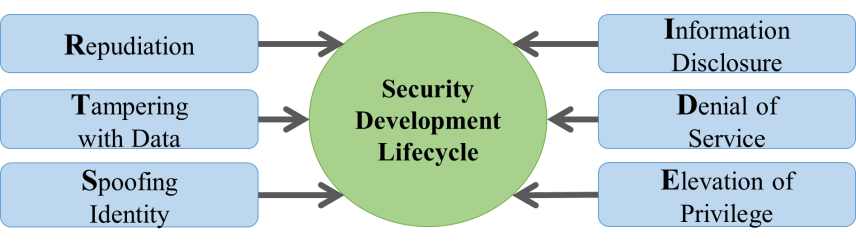 Repudiation
Tampering
with Data
Spoofing
Identity
Security
Development
Lifecycle
Information
Disclosure
Denial of
Service
Elevation of
Privilege